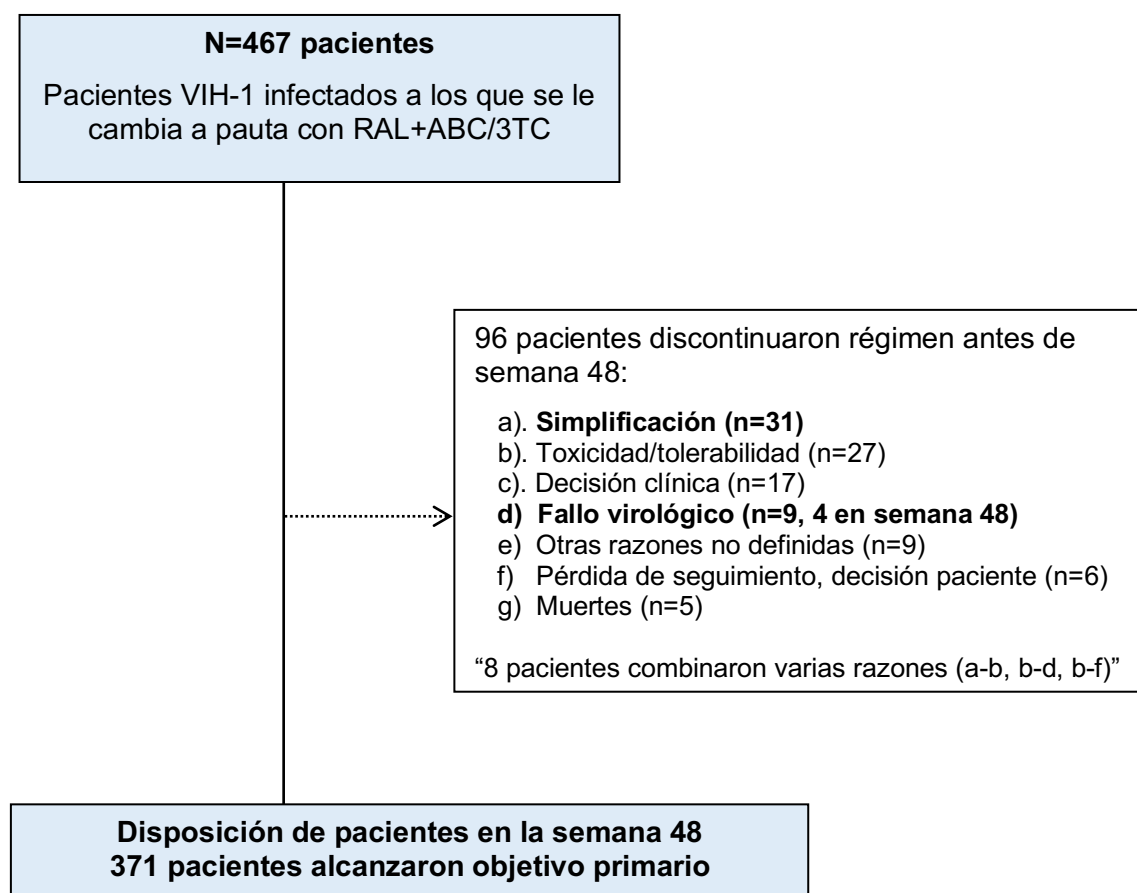 N=467 pacientes
Pacientes VIH-1 infectados a los que se le
cambia a pauta con RAL+ABC/3TC
96 pacientes discontinuaron régimen antes de
semana 48:
a). Simplificación (n=31)
b). Toxicidad/tolerabilidad (n=27)
c). Decisión clínica (n=17)
d) Fallo virológico (n=9, 4 en semana 48)
e) Otras razones no definidas (n=9)
f) Pérdida de seguimiento, decisión paciente (n=6)
g) Muertes (n=5)
“8 pacientes combinaron varias razones (a-b, b-d, b-f)”
Disposición de pacientes en la semana 48
371 pacientes alcanzaron objetivo primario